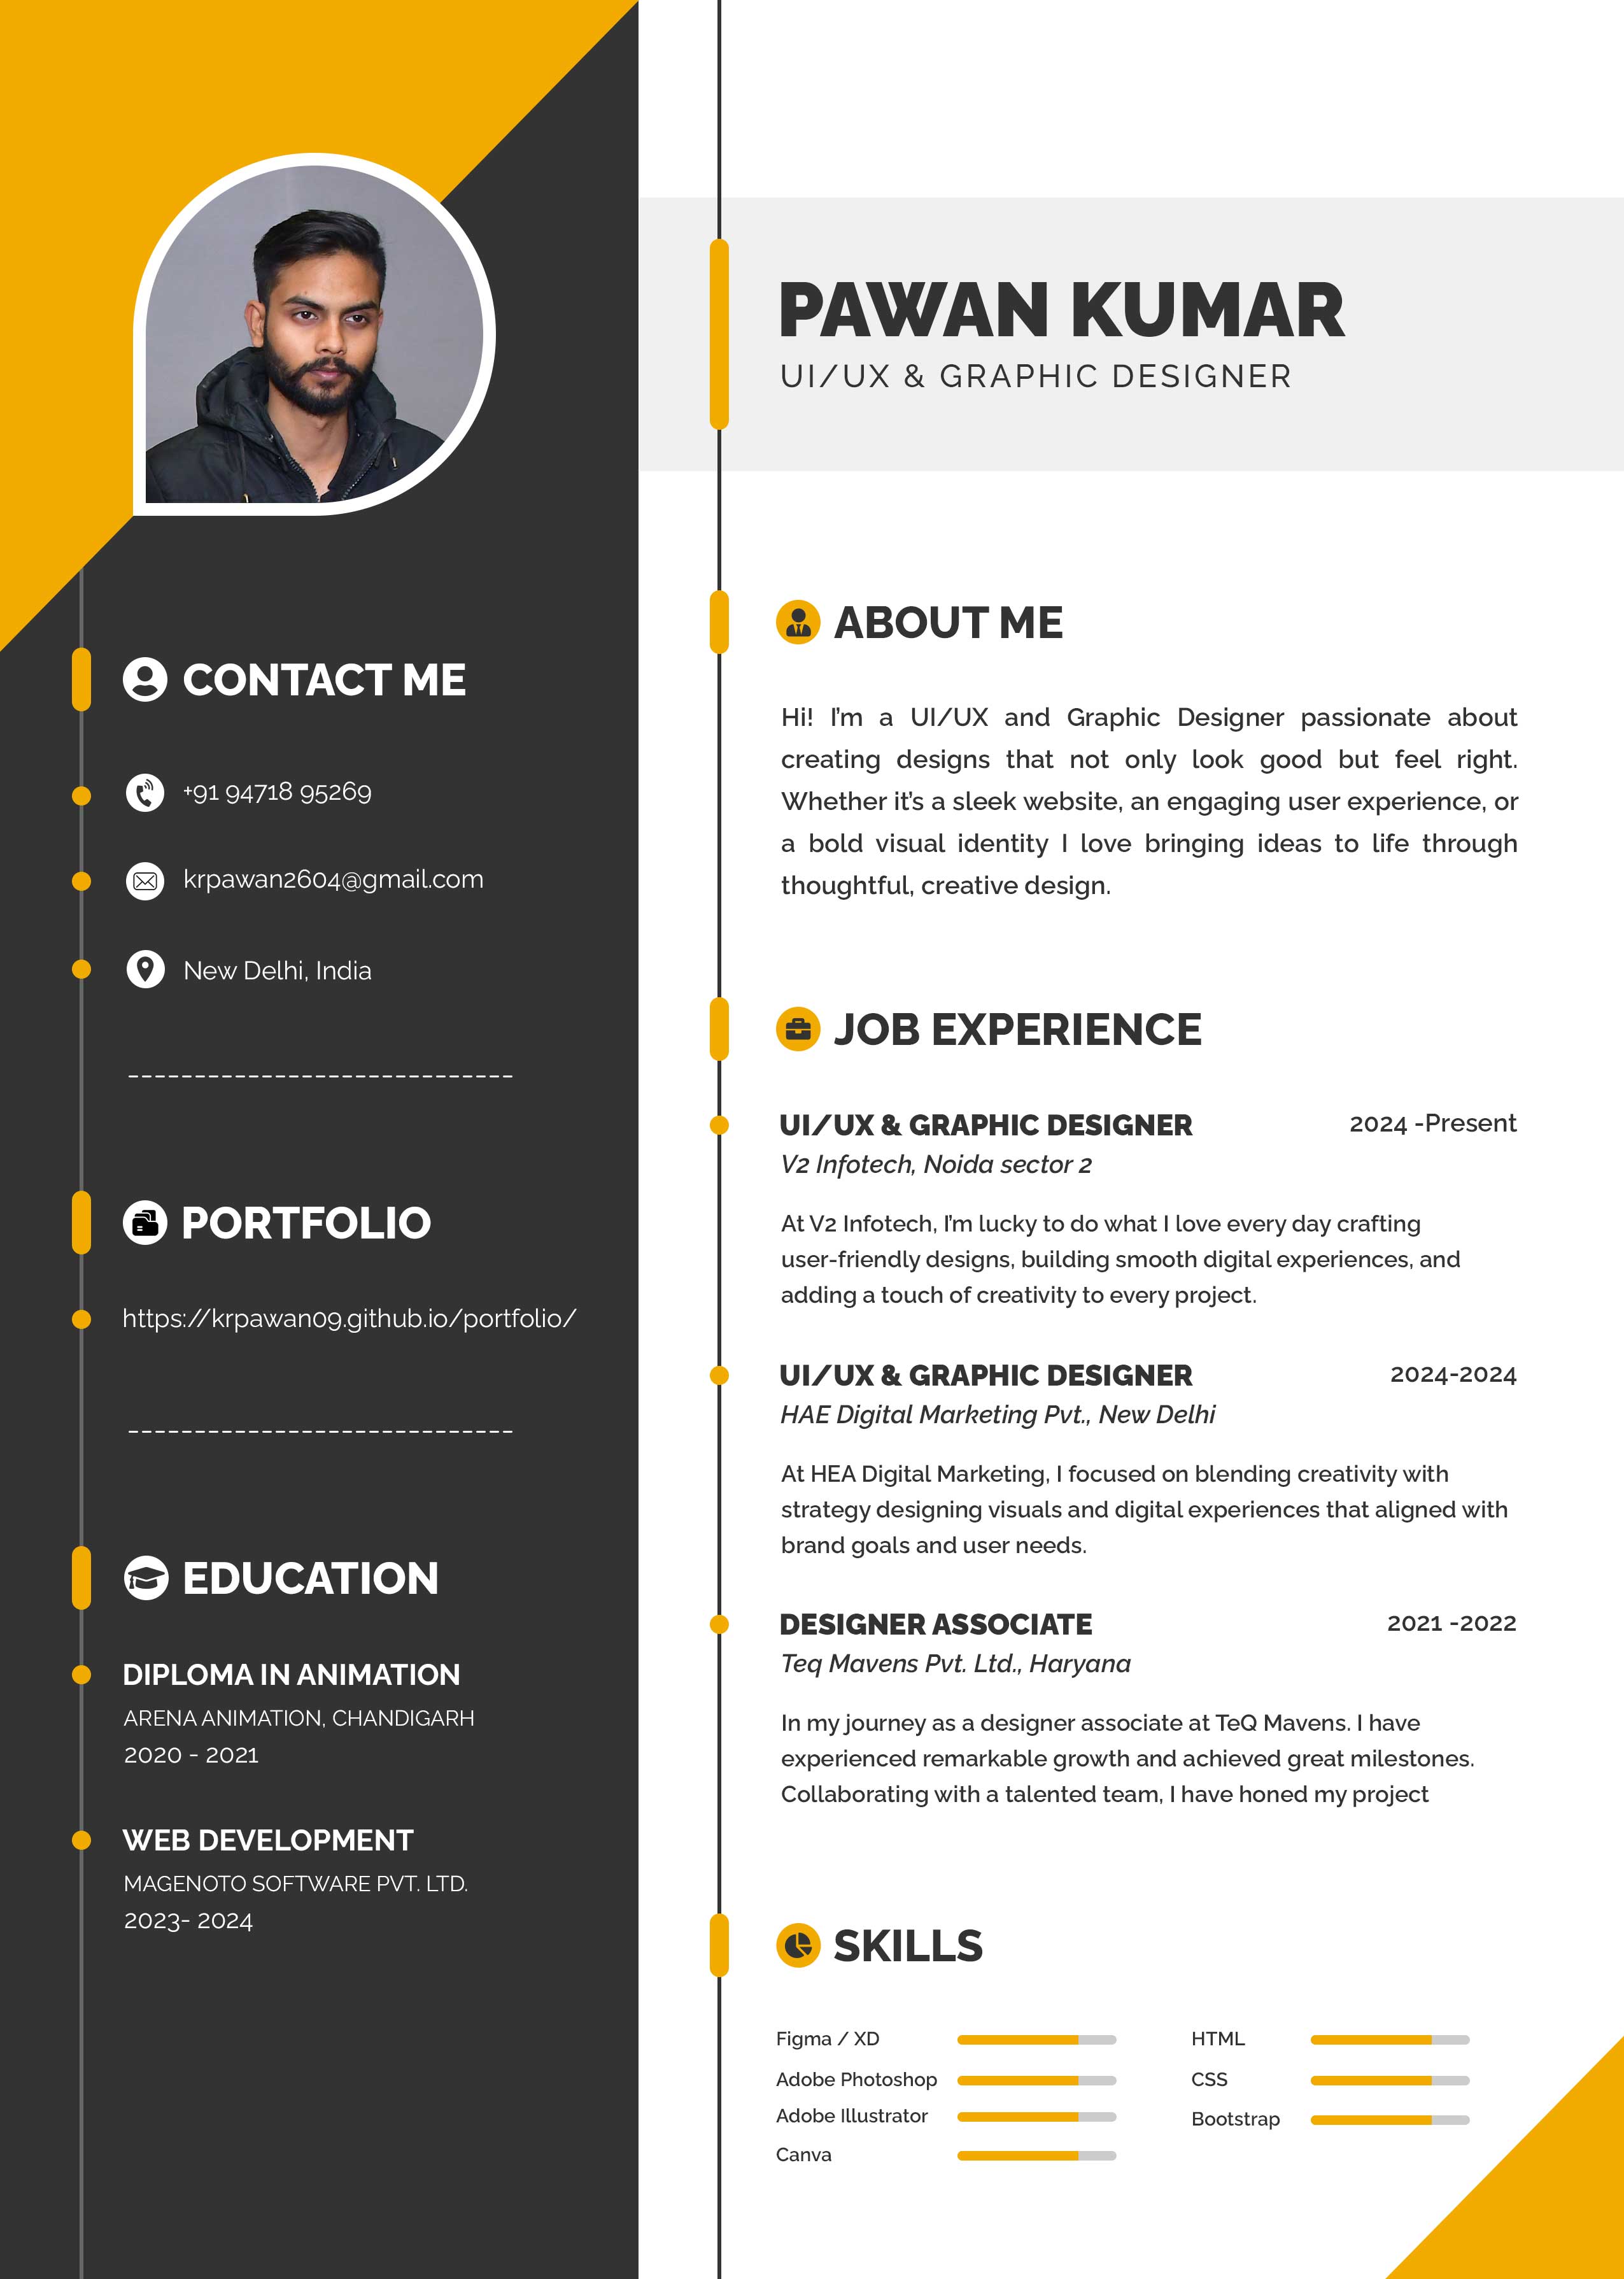 PAWAN KUMAR
UI/UX & GRAPHIC DESIGNER
CONTACT ME
+91 94718 95269
krpawan2604@gmail.com
New Delhi, India
-----------------------------
PORTFOLIO
https://krpawan09.github.io/portfolio/
-----------------------------
EDUCATION
DIPLOMA IN ANIMATION
ARENA ANIMATION, CHANDIGARH
2020 - 2021
WEB DEVELOPMENT
MAGENOTO SOFTWARE PVT. LTD.
2023- 2024
ABOUT ME
Hi! I'm a UI/UX and Graphic Designer passionate about
creating designs that not only look good but feel right.
Whether it's a sleek website, an engaging user experience, or
a bold visual identity I love bringing ideas to life through
thoughtful, creative design.
JOB EXPERIENCE
UI/UX & GRAPHIC DESIGNER 2024 -Present
V2 Infotech, Noida sector 2
At V2 Infotech, I'm lucky to do what I love every day crafting
user-friendly designs, building smooth digital experiences, and
adding a touch of creativity to every project.
UI/UX & GRAPHIC DESIGNER 2024-2024
HAE Digital Marketing Pvt., New Delhi
At HEA Digital Marketing, I focused on blending creativity with
strategy designing visuals and digital experiences that aligned with
brand goals and user needs.
DESIGNER ASSOCIATE 2021 -2022
Teq Mavens Pvt. Ltd., Haryana
In my journey as a designer associate at TeQ Mavens. I have
experienced remarkable growth and achieved great milestones.
Collaborating with a talented team, I have honed my project
SKILLS
Figma / XD
Adobe Photoshop
Adobe Illustrator
Canva
HTML
CSS
Bootstrap